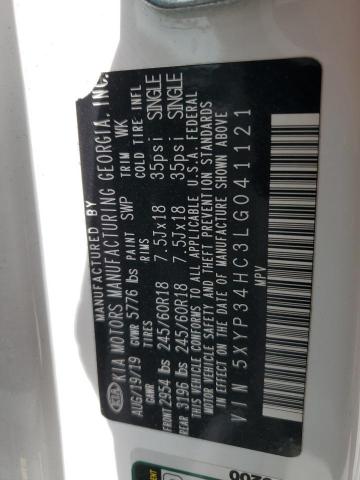 MANUFACTURED BY
KIA KIA MOTORS MANUFACTURING GEORGIA, INC.
AUG/19/19 GVWR 5776 lbs PAINT SWP TRIM WK
GAWR TIRES RIMS COLD TIRE INFL
FRONT 2954 lbs 245/60R18 7.5Jx18 35psi SINGLE
REAR 3196 lbs 245/60R18 7.5Jx18 35psi SINGLE
THIS VEHICLE CONFORMS TO ALL APPLICABLE U.S.A. FEDERAL
MOTOR VEHICLE SAFETY AND THEFT PREVENTION STANDARDS
IN EFFECT ON THE DATE OF MANUFACTURE SHOWN ABOVE
VIN 5XYP34HC3LG041121
MPV